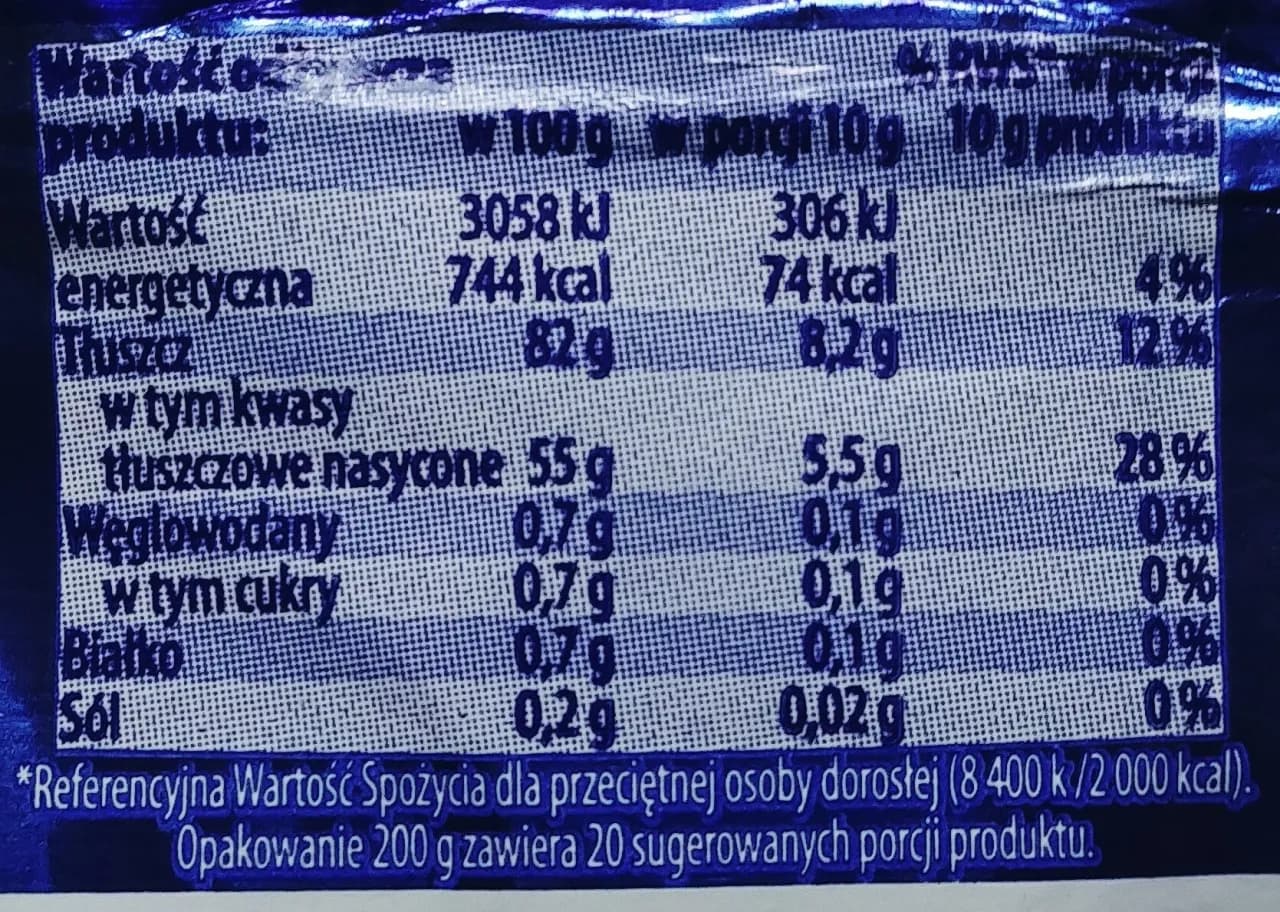 Wartość
% RWS* w porcji
produktu: w 100 g w porcji 10 g 10 g produktu
Wartość 3058 kJ 306 kJ
energetyczna 744 kcal 74 kcal 4 %
Tłuszcz 82 g 8,2 g 12 %
w tym kwasy
tłuszczowe nasycone 55 g 5,5 g 28 %
Węglowodany 0,7 g 0,1 g 0 %
w tym cukry 0,7 g 0,1 g 0 %
Białko 0,7 g 0,1 g 0 %
Sól 0,2 g 0,02 g 0 %
*Referencyjna Wartość Spożycia dla przeciętnej osoby dorosłej (8 400 k /2 000 kcal).
Opakowanie 200 g zawiera 20 sugerowanych porcji produktu.